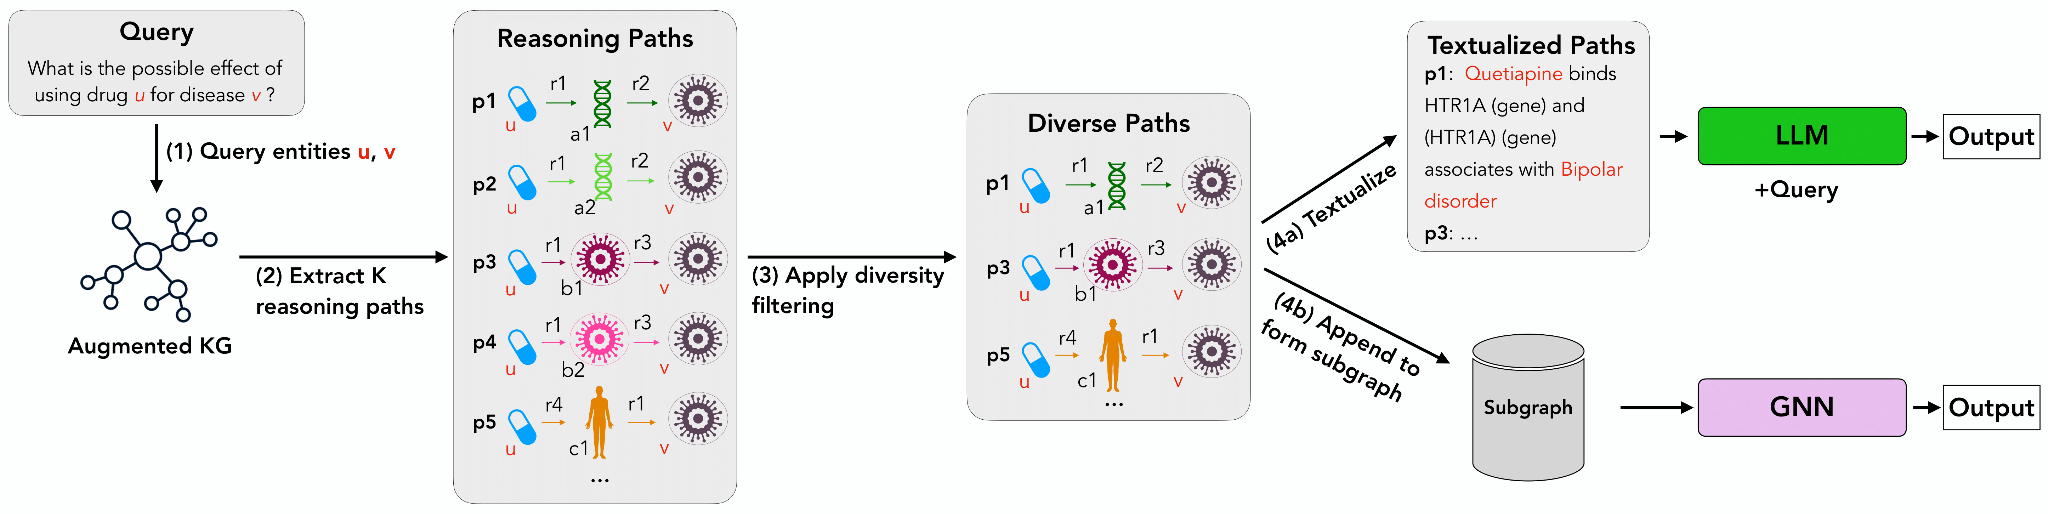 Query
What is the possible effect of
using drug u for disease v ?
(1) Query entities u, v
Augmented KG
(2) Extract K
reasoning paths
Reasoning Paths
p1 u r1 a1 r2 v
p2 u r1 a2 r2 v
p3 u r1 b1 r3 v
p4 u r1 b2 r3 v
p5 u r4 c1 r1 v
...
(3) Apply diversity
filtering
Diverse Paths
p1 u r1 a1 r2 v
p3 u r1 b1 r3 v
p5 u r4 c1 r1 v
...
(4a) Textualize
Textualized Paths
p1: Quetiapine binds
HTR1A (gene) and
(HTR1A) (gene)
associates with Bipolar
disorder
p3: ...
LLM
+Query
Output
(4b) Append to
form subgraph
Subgraph
GNN
Output